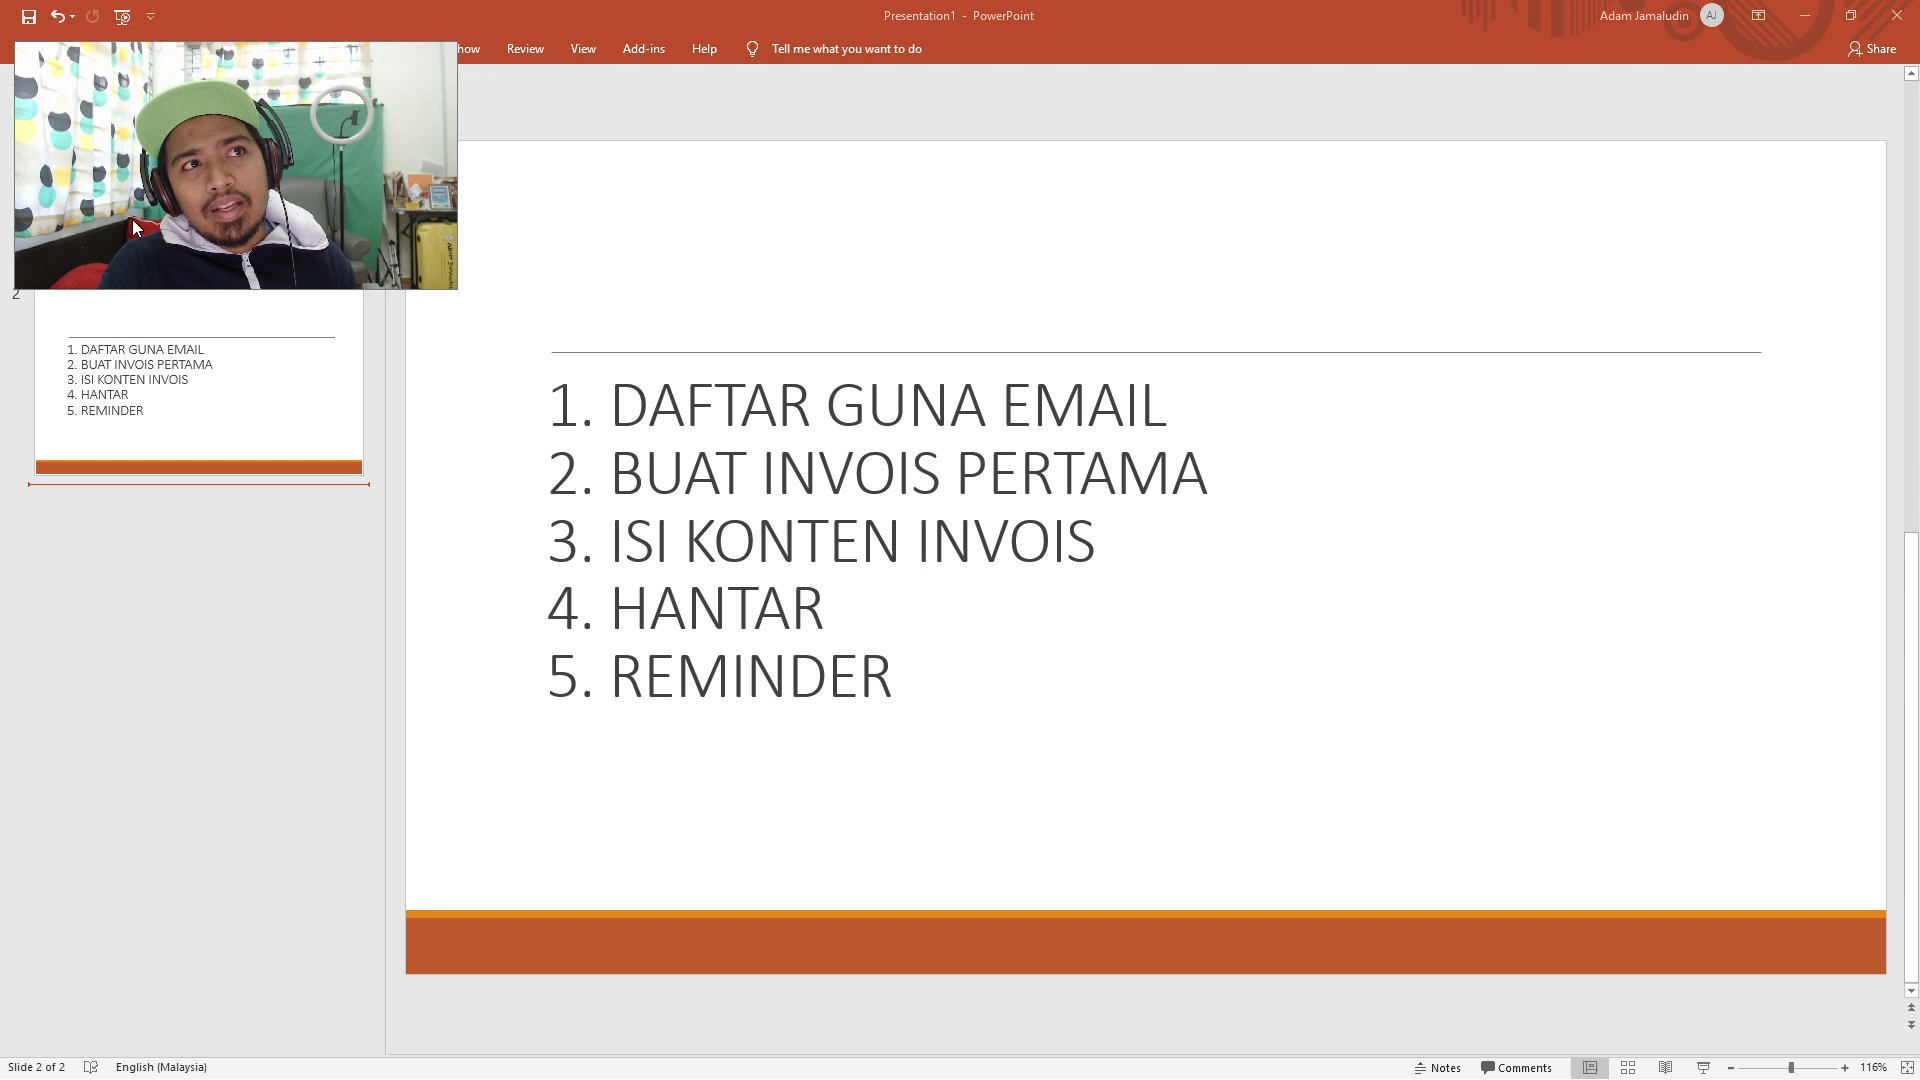 Presentation1 - PowerPoint
Adam Jamaludin
AJ
how
Review
View
Add-ins
Help
Tell me what you want to do
Share
2
1. DAFTAR GUNA EMAIL
2. BUAT INVOIS PERTAMA
3. ISI KONTEN INVOIS
4. HANTAR
5. REMINDER
1. DAFTAR GUNA EMAIL
2. BUAT INVOIS PERTAMA
3. ISI KONTEN INVOIS
4. HANTAR
5. REMINDER
Slide 2 of 2
English (Malaysia)
Notes
Comments
116%